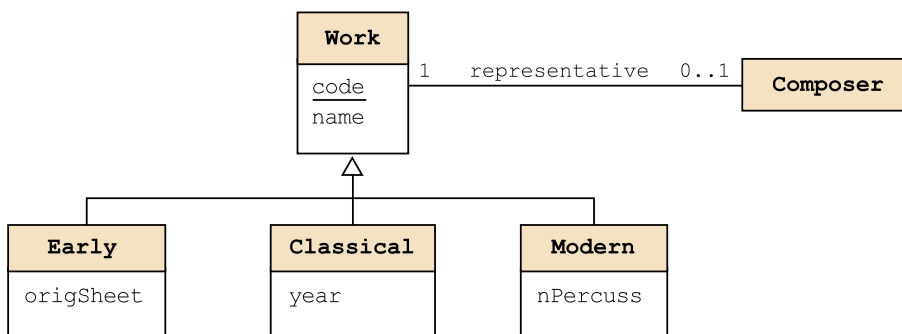 Work
code
name
1 representative 0..1
Composer
Early
origSheet
Classical
year
Modern
nPercuss